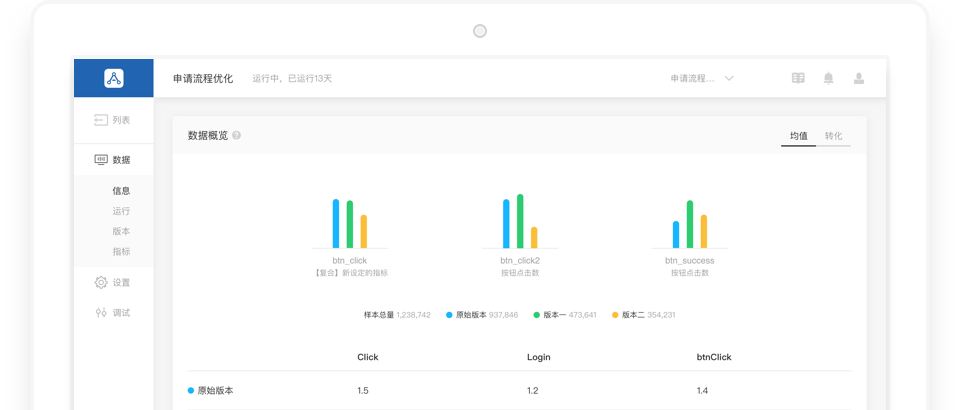 申请流程优化 运行中，已运行13天 申请流程...
列表
数据概览 ? 均值 转化
数据
信息
运行
版本
指标
设置
调试
btn_click btn_click2 btn_success
【复合】新设定的指标 按钮点击数 按钮点击数
样本总量 1,238,742 原始版本 937,846 版本一 473,641 版本二 354,231
Click Login btnClick
原始版本 1.5 1.2 1.4